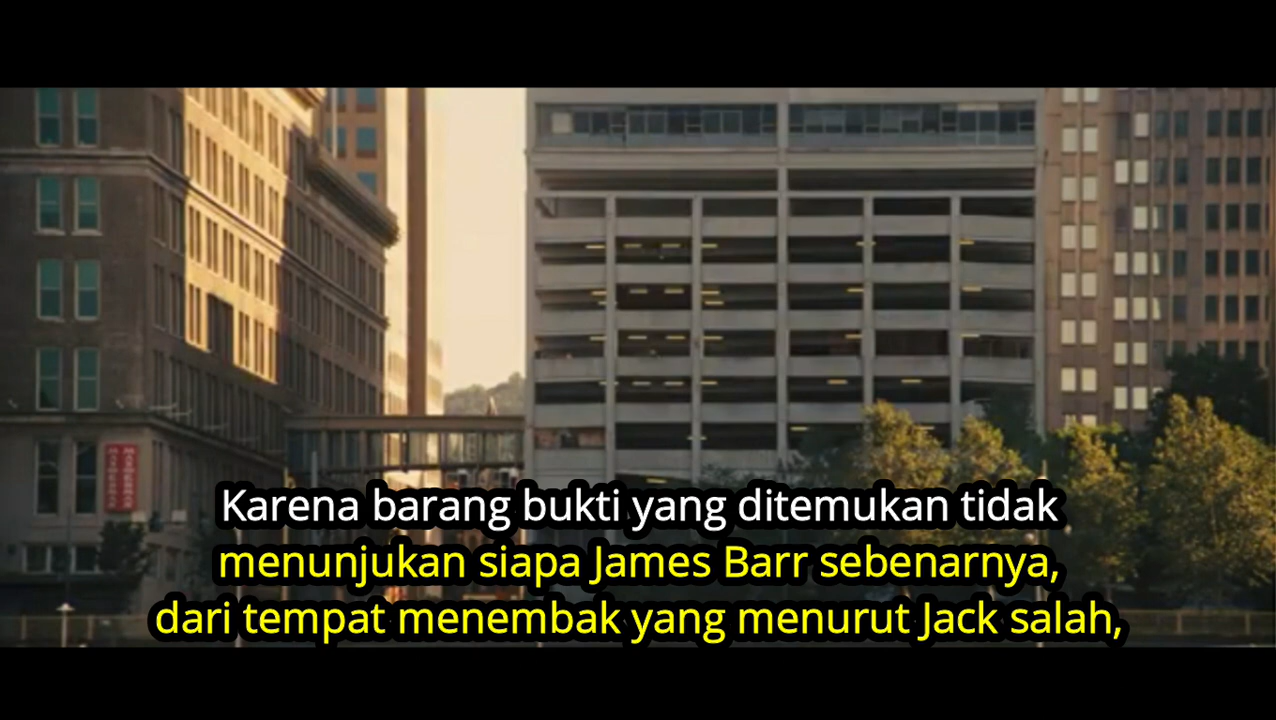 Karena barang bukti yang ditemukan tidak
menunjukan siapa James Barr sebenarnya,
dari tempat menembak yang menurut Jack salah,